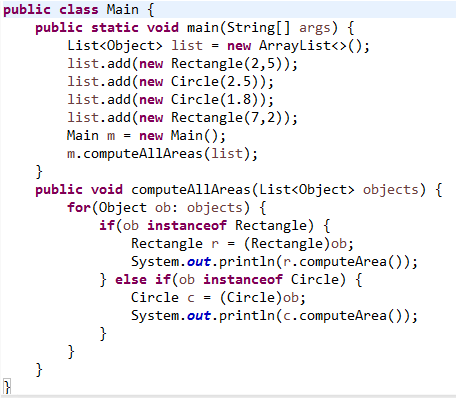 public class Main {
    public static void main(String[] args) {
        List<Object> list = new ArrayList<>();
        list.add(new Rectangle(2,5));
        list.add(new Circle(2.5));
        list.add(new Circle(1.8));
        list.add(new Rectangle(7,2));
        Main m = new Main();
        m.computeAllAreas(list);
    }
    public void computeAllAreas(List<Object> objects) {
        for(Object ob: objects) {
            if(ob instanceof Rectangle) {
                Rectangle r = (Rectangle)ob;
                System.out.println(r.computeArea());
            } else if(ob instanceof Circle) {
                Circle c = (Circle)ob;
                System.out.println(c.computeArea());
            }
        }
    }
}